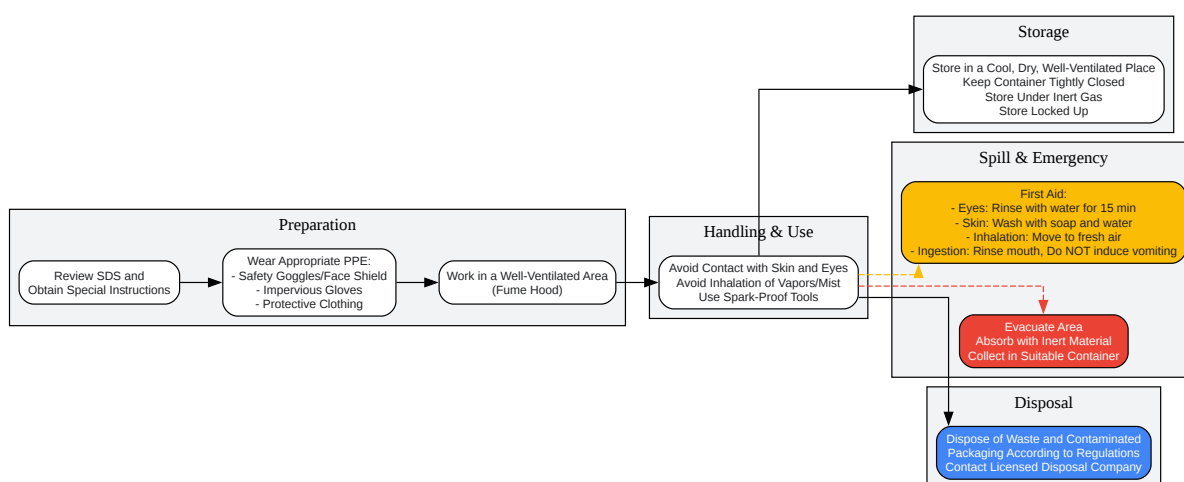 Storage
Store in a Cool, Dry, Well-Ventilated Place
Keep Container Tightly Closed
Store Under Inert Gas
Store Locked Up
Spill & Emergency
First Aid:
- Eyes: Rinse with water for 15 min
- Skin: Wash with soap and water
- Inhalation: Move to fresh air
- Ingestion: Rinse mouth, Do NOT induce vomiting
Preparation
Review SDS and
Obtain Special Instructions
Wear Appropriate PPE:
- Safety Goggles/Face Shield
- Impervious Gloves
- Protective Clothing
Work in a Well-Ventilated Area
(Fume Hood)
Handling & Use
Avoid Contact with Skin and Eyes
Avoid Inhalation of Vapors/Mist
Use Spark-Proof Tools
Evacuate Area
Absorb with Inert Material
Collect in Suitable Container
Disposal
Dispose of Waste and Contaminated
Packaging According to Regulations
Contact Licensed Disposal Company